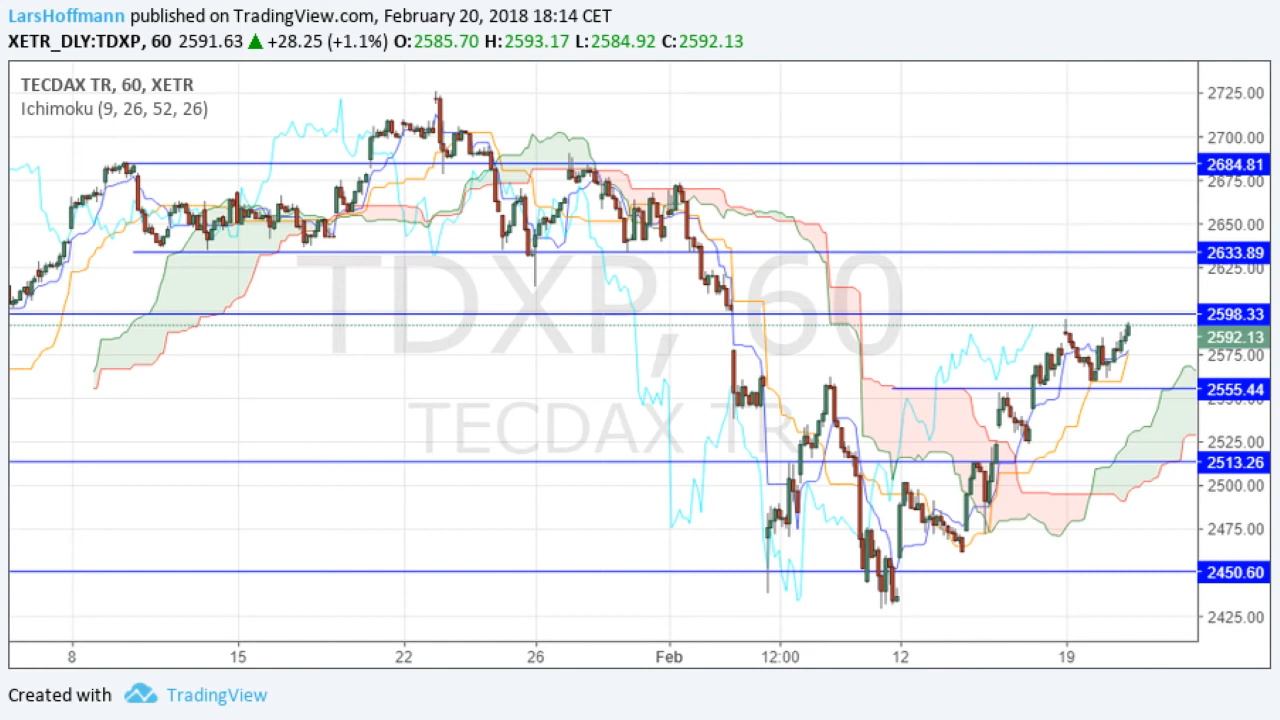 LarsHoffmann published on TradingView.com, February 20, 2018 18:14 CET
XETR_DLY:TDXP, 60 2591.63 ▲ +28.25 (+1.1%) O:2585.70 H:2593.17 L:2584.92 C:2592.13
TECDAX TR, 60, XETR
Ichimoku (9, 26, 52, 26)
TDXP, 60
TECDAX TR
2725.00
2700.00
2684.81
2675.00
2650.00
2633.89
2625.00
2598.33
2592.13
2575.00
2555.44
2550.00
2525.00
2513.26
2500.00
2475.00
2450.60
2425.00
8 15 22 26 Feb 12:00 12 19
Created with TradingView